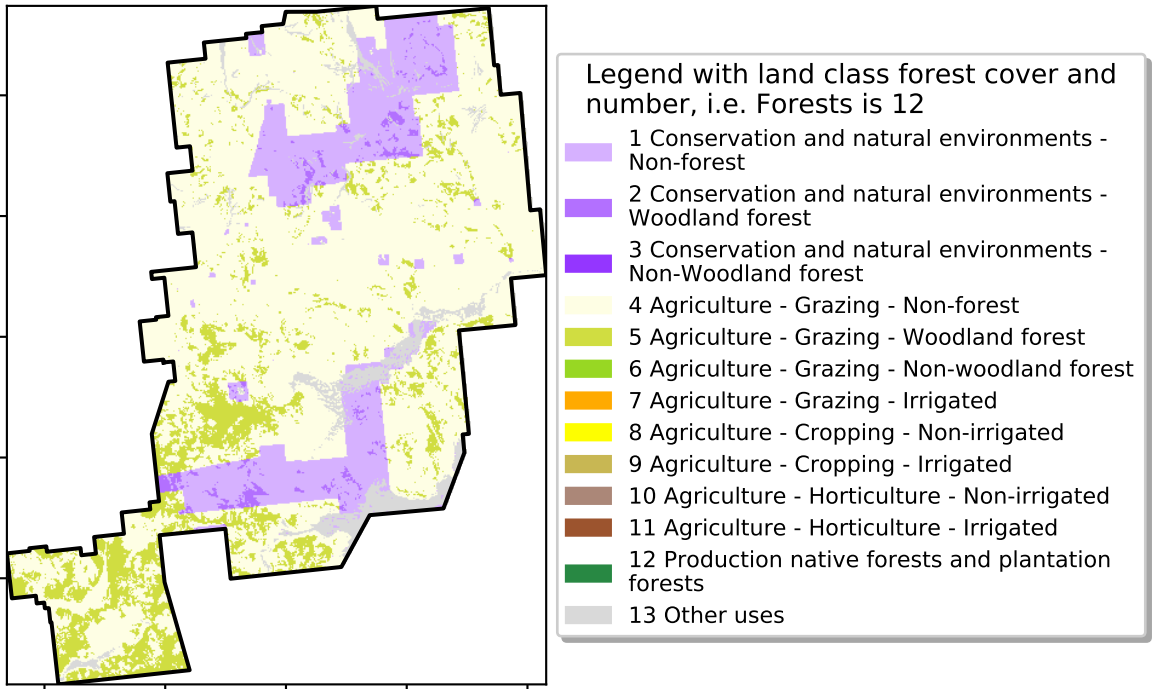 Legend with land class forest cover and
number, i.e. Forests is 12
1 Conservation and natural environments -
Non-forest
2 Conservation and natural environments -
Woodland forest
3 Conservation and natural environments -
Non-Woodland forest
4 Agriculture - Grazing - Non-forest
5 Agriculture - Grazing - Woodland forest
6 Agriculture - Grazing - Non-woodland forest
7 Agriculture - Grazing - Irrigated
8 Agriculture - Cropping - Non-irrigated
9 Agriculture - Cropping - Irrigated
10 Agriculture - Horticulture - Non-irrigated
11 Agriculture - Horticulture - Irrigated
12 Production native forests and plantation
forests
13 Other uses